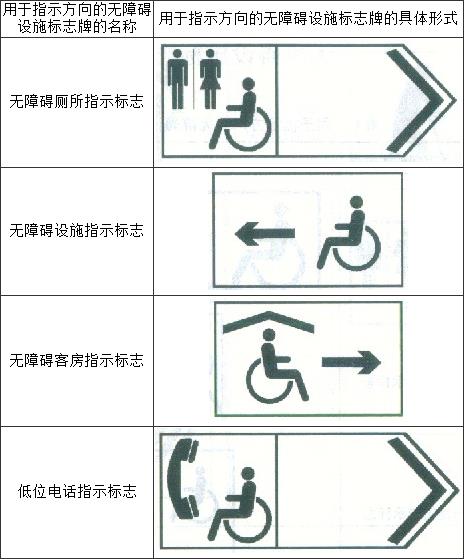 用于指示方向的无障碍
设施标志牌的名称
用于指示方向的无障碍设施标志牌的具体形式
无障碍厕所指示标志
无障碍设施指示标志
无障碍客房指示标志
低位电话指示标志